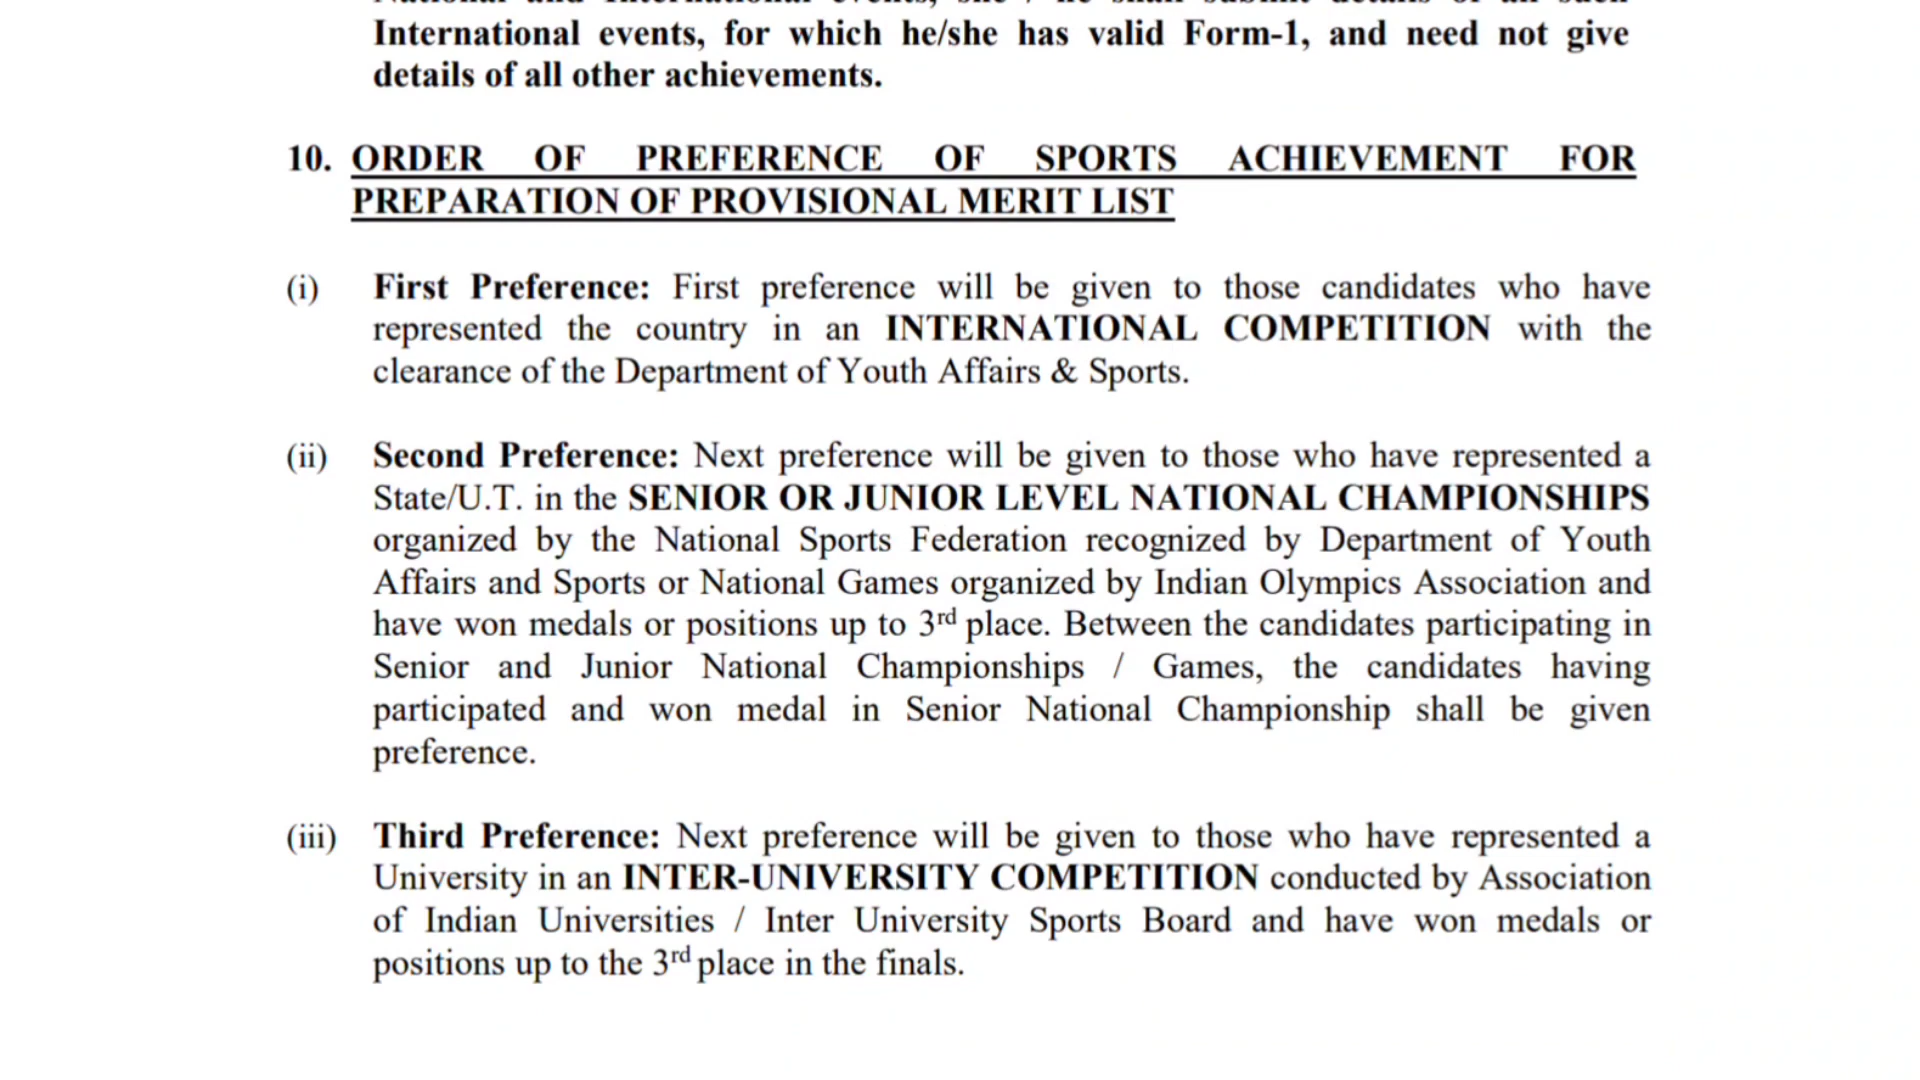 International events, for which he/she has valid Form-1, and need not give
details of all other achievements.
10. ORDER OF PREFERENCE OF SPORTS ACHIEVEMENT FOR
PREPARATION OF PROVISIONAL MERIT LIST
(i) First Preference: First preference will be given to those candidates who have
represented the country in an INTERNATIONAL COMPETITION with the
clearance of the Department of Youth Affairs & Sports.
(ii) Second Preference: Next preference will be given to those who have represented a
State/U.T. in the SENIOR OR JUNIOR LEVEL NATIONAL CHAMPIONSHIPS
organized by the National Sports Federation recognized by Department of Youth
Affairs and Sports or National Games organized by Indian Olympics Association and
have won medals or positions up to 3rd place. Between the candidates participating in
Senior and Junior National Championships / Games, the candidates having
participated and won medal in Senior National Championship shall be given
preference.
(iii) Third Preference: Next preference will be given to those who have represented a
University in an INTER-UNIVERSITY COMPETITION conducted by Association
of Indian Universities / Inter University Sports Board and have won medals or
positions up to the 3rd place in the finals.